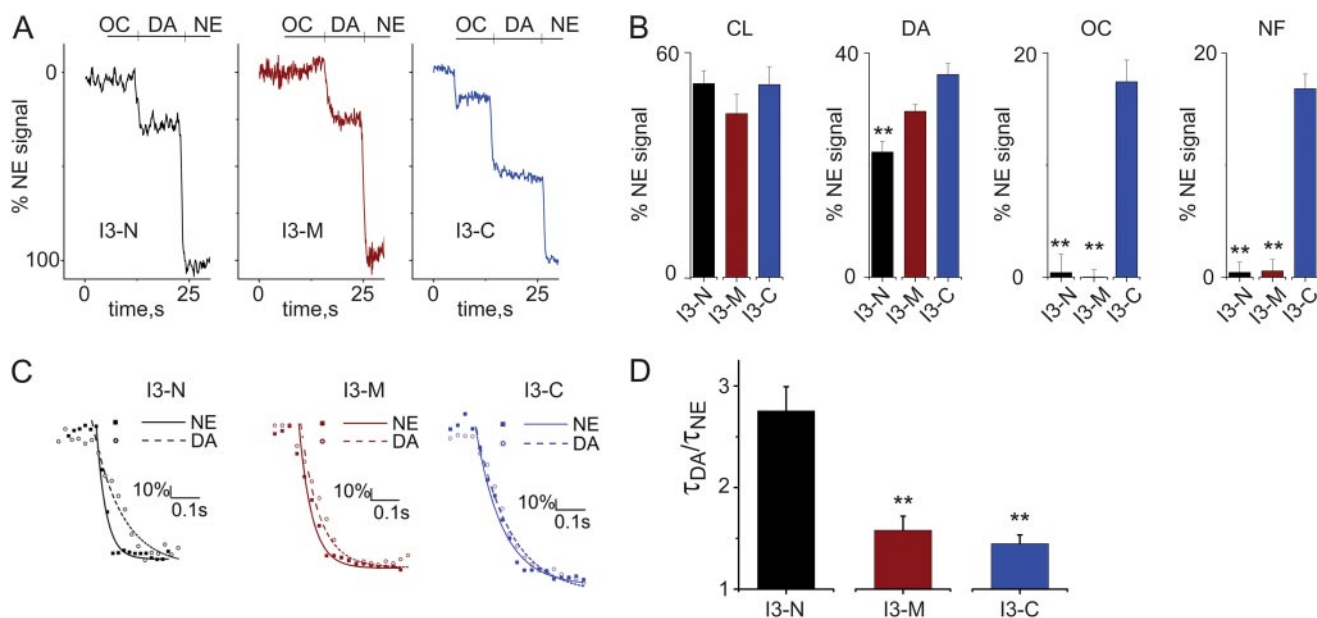 A
OC DA NE
OC DA NE
OC DA NE
% NE signal
0
100
I3-N
I3-M
I3-C
0 25
0 25
0 25
time,s
time,s
time,s
B
CL
DA
OC
NF
60
40
20
20
% NE signal
% NE signal
% NE signal
% NE signal
**
** **
** **
0
0
0
0
I3-N I3-M I3-C
I3-N I3-M I3-C
I3-N I3-M I3-C
I3-N I3-M I3-C
C
I3-N
I3-M
I3-C
NE
DA
NE
DA
NE
DA
10%
0.1s
10%
0.1s
10%
0.1s
D
τDA/τNE
3
2
1
**
**
I3-N
I3-M
I3-C